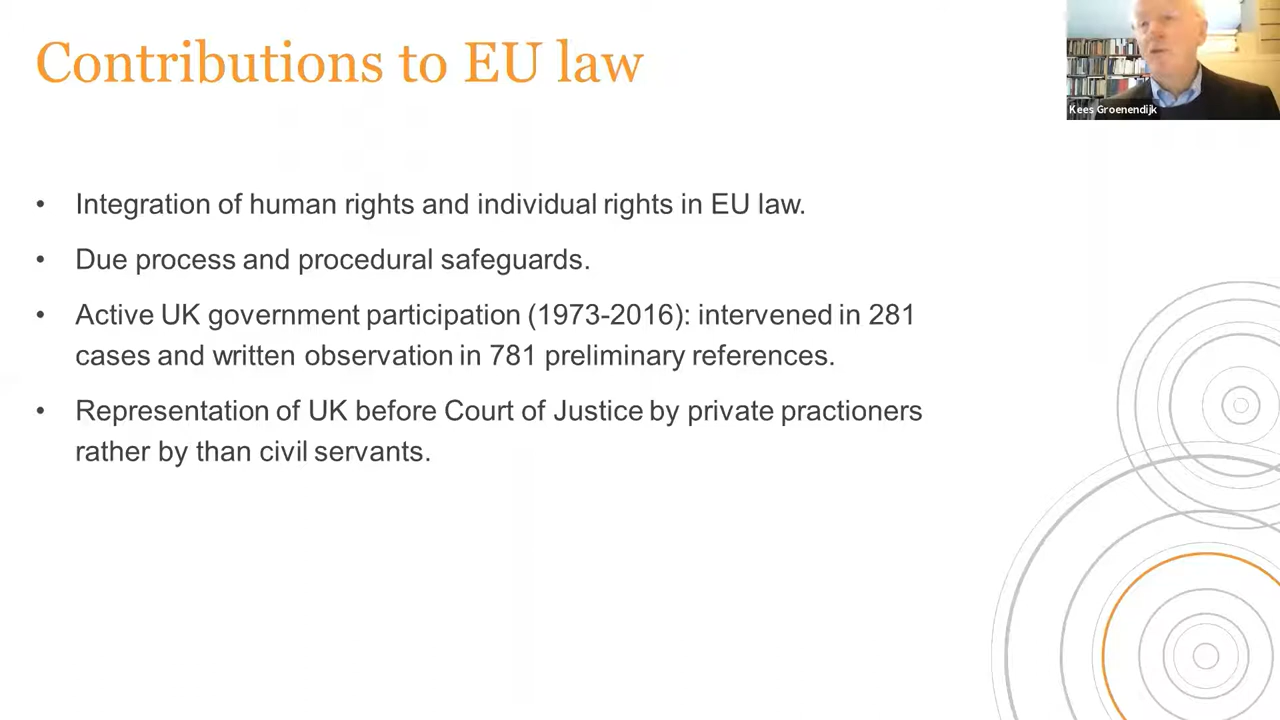 Contributions to EU law
Kees Groenendijk
• Integration of human rights and individual rights in EU law.
• Due process and procedural safeguards.
• Active UK government participation (1973-2016): intervened in 281
cases and written observation in 781 preliminary references.
• Representation of UK before Court of Justice by private practioners
rather by than civil servants.